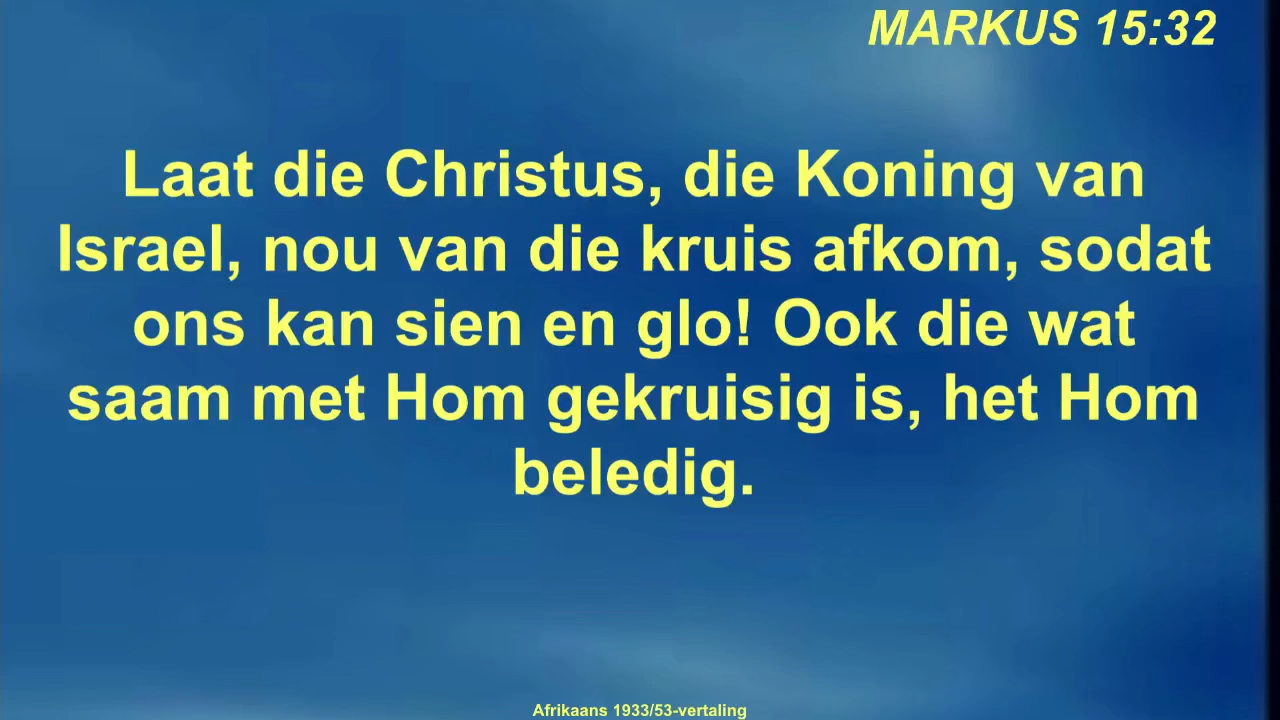 MARKUS 15:32
Laat die Christus, die Koning van
Israel, nou van die kruis afkom, sodat
ons kan sien en glo! Ook die wat
saam met Hom gekruisig is, het Hom
beledig.
Afrikaans 1933/53-vertaling